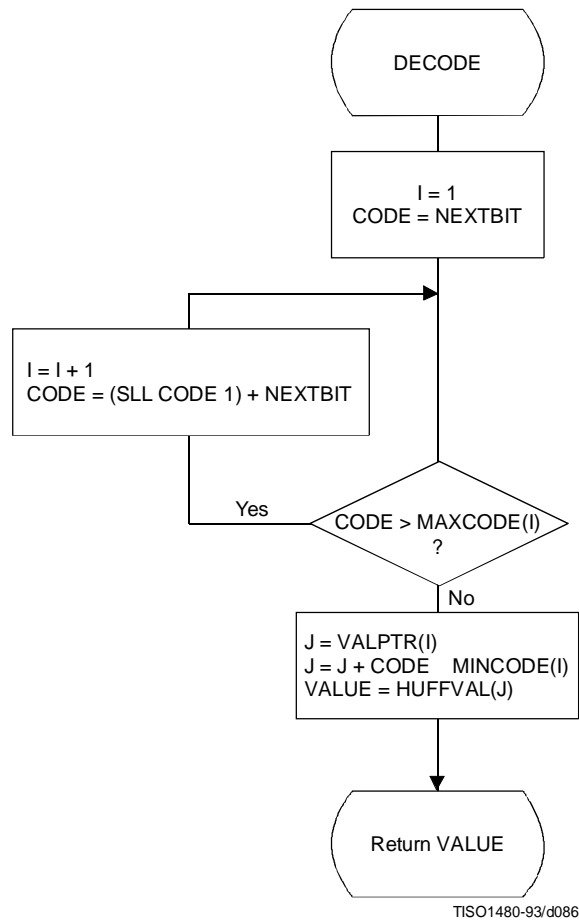 DECODE
I = 1
CODE = NEXTBIT
I = I + 1
CODE = (SLL CODE 1) + NEXTBIT
Yes
CODE > MAXCODE(I)
?
No
J = VALPTR(I)
J = J + CODE MINCODE(I)
VALUE = HUFFVAL(J)
Return VALUE
TISO1480-93/d086